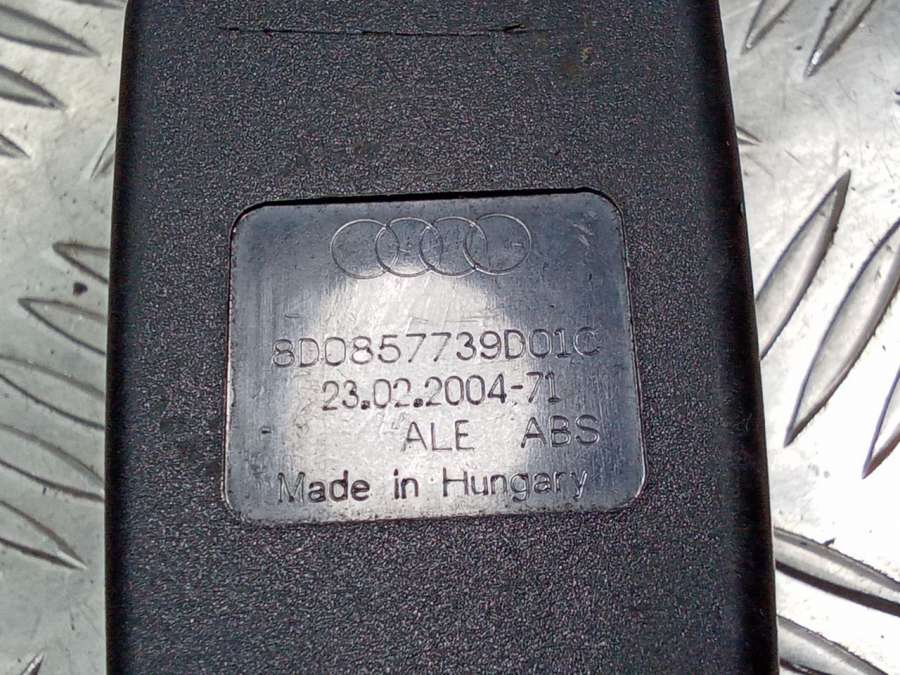 8D0857739D01C
23.02.2004-71
ALE ABS
Made in Hungary